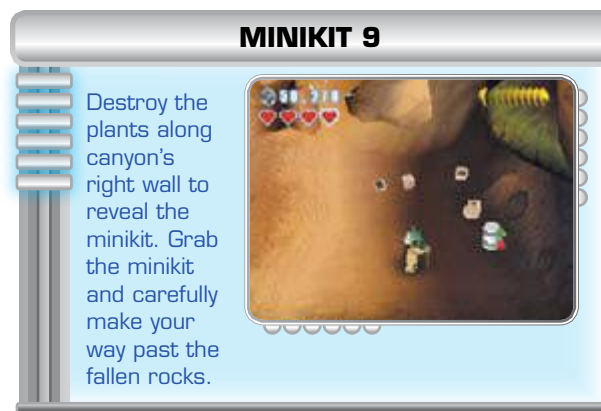 MINIKIT 9
Destroy the
plants along
canyon's
right wall to
reveal the
minikit. Grab
the minikit
and carefully
make your
way past the
fallen rocks.